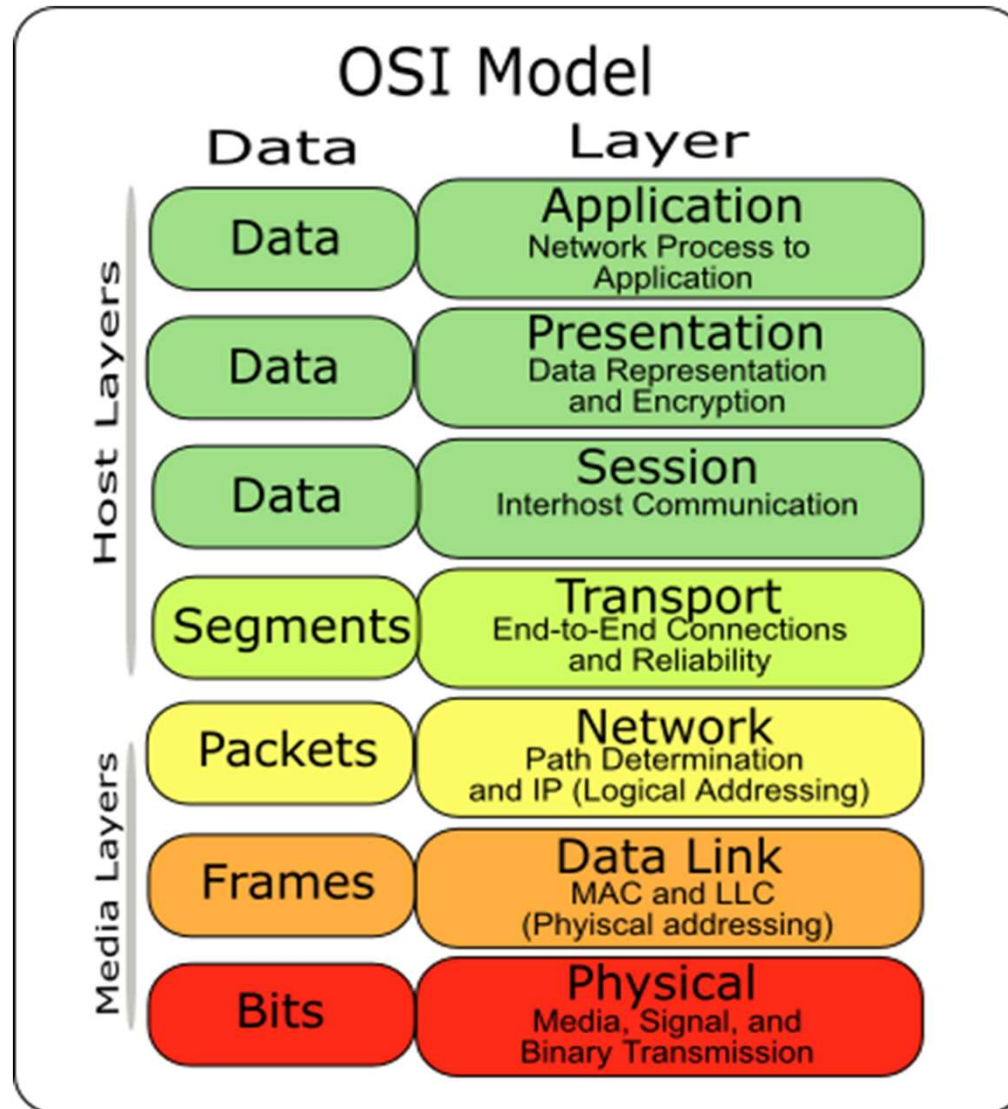 OSI Model
Data
Layer
Host Layers
Data
Application
Network Process to
Application
Data
Presentation
Data Representation
and Encryption
Data
Session
Interhost Communication
Segments
Transport
End-to-End Connections
and Reliability
Media Layers
Packets
Network
Path Determination
and IP (Logical Addressing)
Frames
Data Link
MAC and LLC
(Phyiscal addressing)
Bits
Physical
Media, Signal, and
Binary Transmission